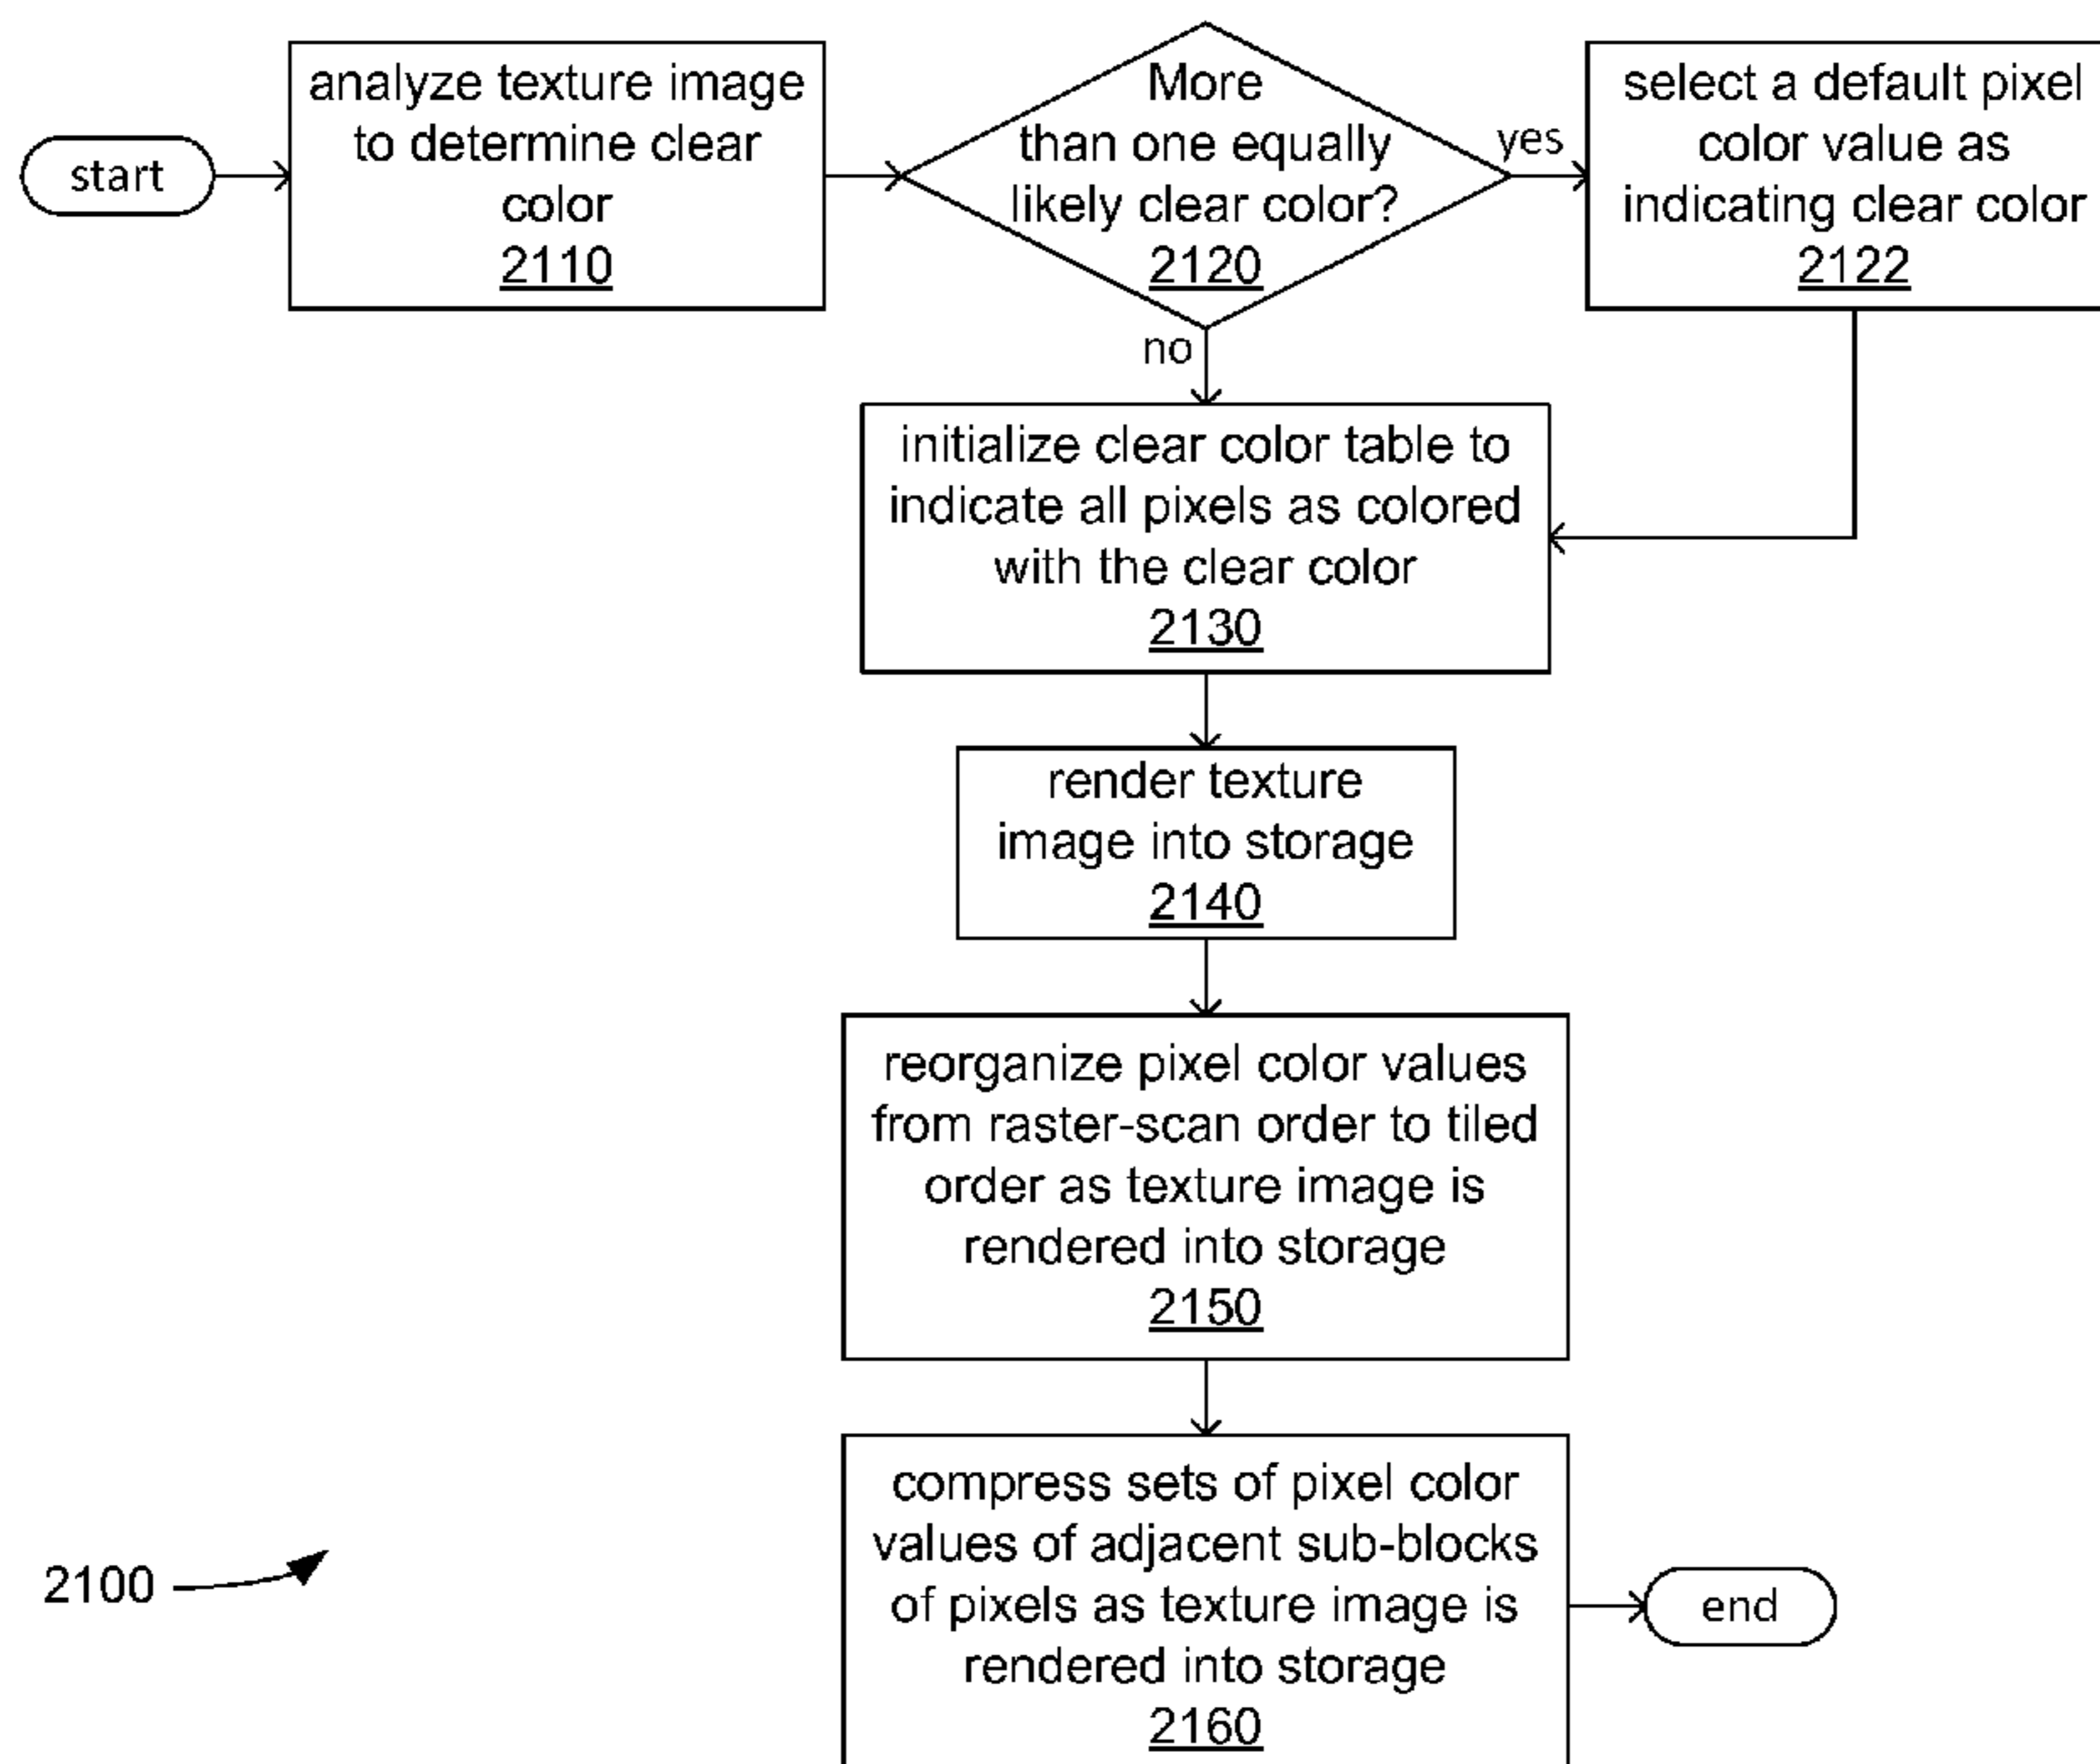 start
analyze texture image
to determine clear
color
2110
More
than one equally
likely clear color?
2120
yes
select a default pixel
color value as
indicating clear color
2122
no
initialize clear color table to
indicate all pixels as colored
with the clear color
2130
render texture
image into storage
2140
reorganize pixel color values
from raster-scan order to tiled
order as texture image is
rendered into storage
2150
compress sets of pixel color
values of adjacent sub-blocks
of pixels as texture image is
rendered into storage
2160
end
2100